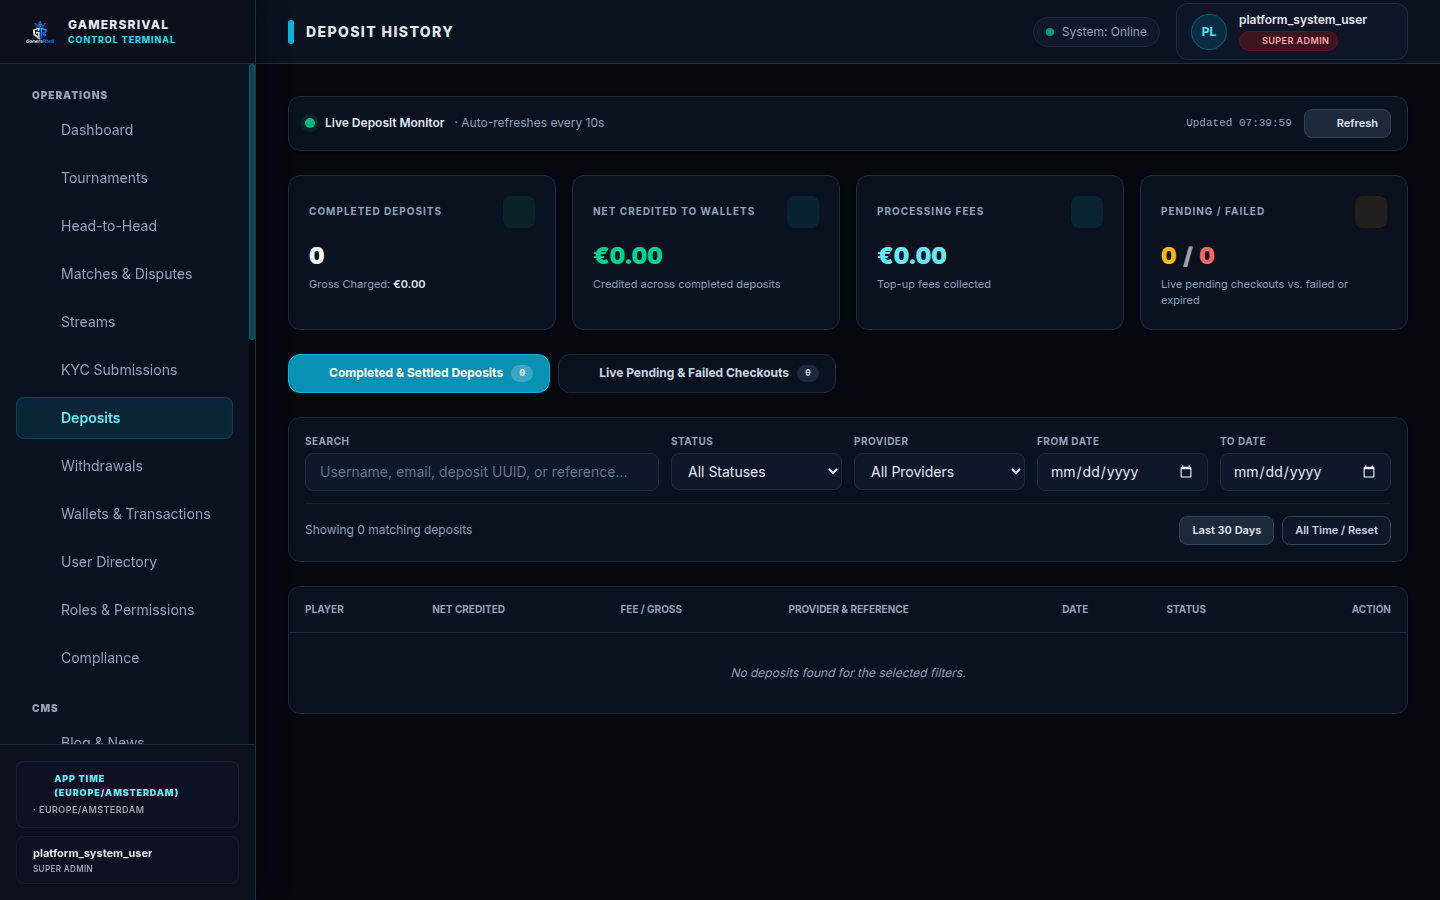 GAMERSRIVAL
CONTROL TERMINAL
OPERATIONS
Dashboard
Tournaments
Head-to-Head
Matches & Disputes
Streams
KYC Submissions
Deposits
Withdrawals
Wallets & Transactions
User Directory
Roles & Permissions
Compliance
CMS
Blog & News
APP TIME
(EUROPE/AMSTERDAM)
· EUROPE/AMSTERDAM
platform_system_user
SUPER ADMIN
DEPOSIT HISTORY
System: Online
PL
platform_system_user
SUPER ADMIN
Live Deposit Monitor · Auto-refreshes every 10s
Updated 07:39:59
Refresh
COMPLETED DEPOSITS
0
Gross Charged: €0.00
NET CREDITED TO WALLETS
€0.00
Credited across completed deposits
PROCESSING FEES
€0.00
Top-up fees collected
PENDING / FAILED
0 / 0
Live pending checkouts vs. failed or
expired
Completed & Settled Deposits 0
Live Pending & Failed Checkouts 0
SEARCH
Username, email, deposit UUID, or reference...
STATUS
All Statuses
PROVIDER
All Providers
FROM DATE
mm/dd/yyyy
TO DATE
mm/dd/yyyy
Showing 0 matching deposits
Last 30 Days
All Time / Reset
PLAYER NET CREDITED FEE / GROSS PROVIDER & REFERENCE DATE STATUS ACTION
No deposits found for the selected filters.